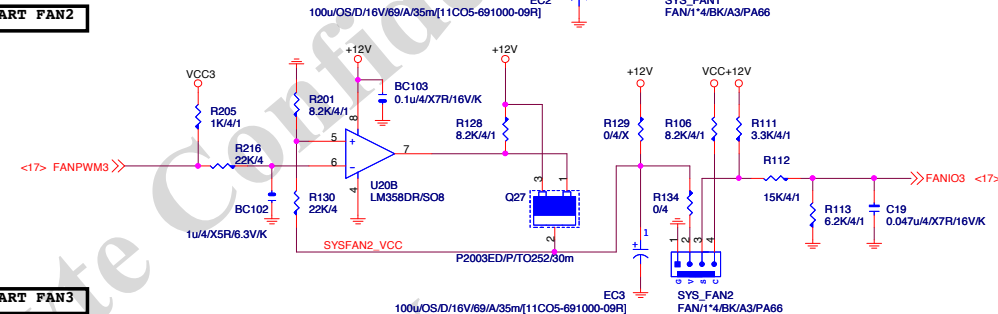 ART FAN2
100u/OS/D/16V/69/A/35m/[11CO5-691000-09R]
FAN/1*4/BK/A3/PA66
VCC3
+12V
+12V
+12V
VCC+12V
R205
1K/4/1
R201
8.2K/4/1
BC103
0.1u/4/X7R/16V/K
R128
8.2K/4/1
R129
0/4/X
R106
8.2K/4/1
R111
3.3K/4/1
<17> FANPWM3
R216
22K/4
8
5
+
6
-
7
4
U20B
LM358DR/SO8
R112
15K/4/1
FANIO3 <17>
BC102
1u/4/X5R/6.3V/K
R130
22K/4
Q27
3
1
2
P2003ED/P/TO252/30m
R134
0/4
R113
6.2K/4/1
C19
0.047u/4/X7R/16V/K
SYSFAN2_VCC
1
+
1
2
3
4
G
V
S
C
EC3
100u/OS/D/16V/69/A/35m/[11CO5-691000-09R]
SYS_FAN2
FAN/1*4/BK/A3/PA66
ART FAN3